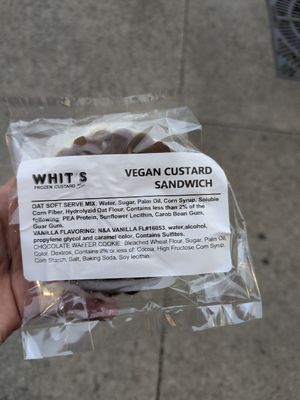 WHIT'S
FROZEN CUSTARD
VEGAN CUSTARD
SANDWICH
OAT SOFT SERVE MIX: Water, Sugar, Palm Oil, Corn Syrup, Soluble
Corn Fiber, Hydrolyzid Oat Flour, Contains less than 2% of the
following: PEA Protein, Sunflower Lecithin, Carob Bean Gum,
Guar Gum.
VANILLA FLAVORING: N&A VANILLA FL#16053, water,alcohol,
propylene glycol and caramel color. Contains Sulfites.
CHOCOLATE WAFFER COOKIE: Bleached Wheat Flour, Sugar, Palm Oil,
Color, Dextros, Contains 2% or less of: Cocoa, High Fructose Corn Syrup,
Corn Starch, Salt, Baking Soda, Soy lecithin.